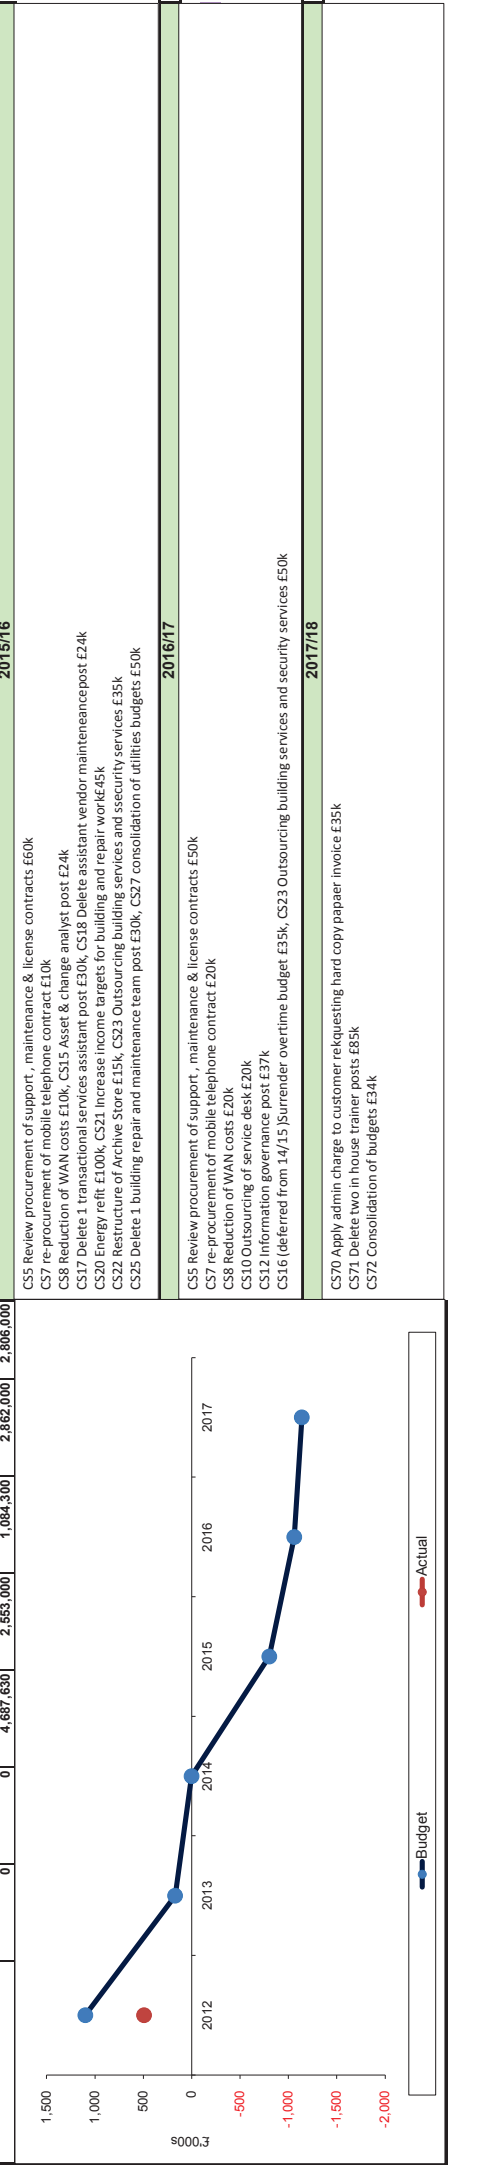 0| 0| 4,687,630| 2,553,000| 1,084,300| 2,862,000| 2,806,000
1,500
1,000
500
0
-500
-1,000
-1,500
-2,000
£'000s
2012 2013 2014 2015 2016 2017
Budget Actual
2015/16
CS5 Review procurement of support , maintenance & license contracts £60k
CS7 re-procurement of mobile telephone contract £10k
CS8 Reduction of WAN costs £10k, CS15 Asset & change analyst post £24k
CS17 Delete 1 transactional services assistant post £30k, CS18 Delete assistant vendor mainteneancepost £24k
CS20 Energy refit £100k, CS21 Increase income targets for building and repair work£45k
CS22 Restructure of Archive Store £15k, CS23 Outsourcing building services and ssecurity services £35k
CS25 Delete 1 building repair and maintenance team post £30k, CS27 consolidation of utilities budgets £50k
2016/17
CS5 Review procurement of support , maintenance & license contracts £50k
CS7 re-procurement of mobile telephone contract £20k
CS8 Reduction of WAN costs £20k
CS10 Outsourcing of service desk £20k
CS12 Information governance post £37k
CS16 (deferred from 14/15 )Surrender overtime budget £35k, CS23 Outsourcing building services and security services £50k
2017/18
CS70 Apply admin charge to customer rekquesting hard copy papaer invoice £35k
CS71 Delete two in house trainer posts £85k
CS72 Consolidation of budgets £34k